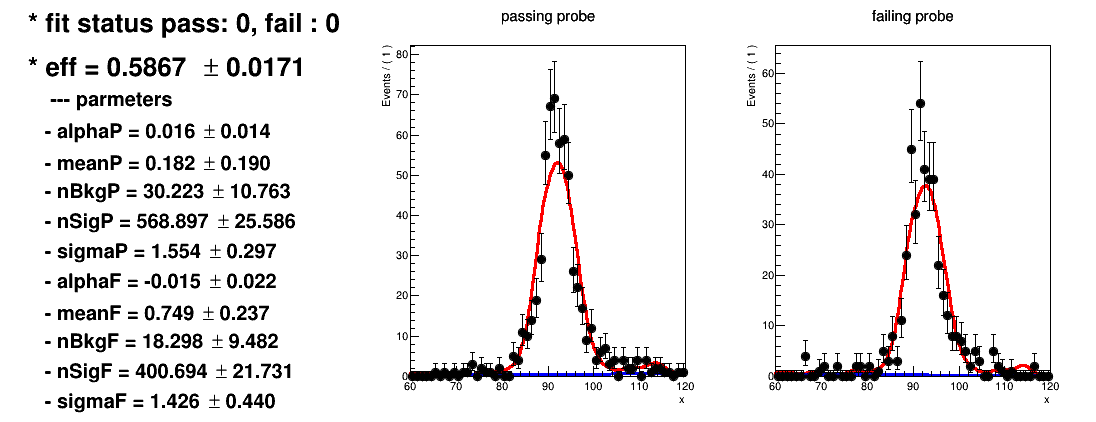 * fit status pass: 0, fail : 0
* eff = 0.5867 ± 0.0171
--- parmeters
- alphaP = 0.016 ± 0.014
- meanP = 0.182 ± 0.190
- nBkgP = 30.223 ± 10.763
- nSigP = 568.897 ± 25.586
- sigmaP = 1.554 ± 0.297
- alphaF = -0.015 ± 0.022
- meanF = 0.749 ± 0.237
- nBkgF = 18.298 ± 9.482
- nSigF = 400.694 ± 21.731
- sigmaF = 1.426 ± 0.440
passing probe
Events / ( 1 )
80
70
60
50
40
30
20
10
0
60 70 80 90 100 110 120
x
failing probe
Events / ( 1 )
60
50
40
30
20
10
0
60 70 80 90 100 110 120
x